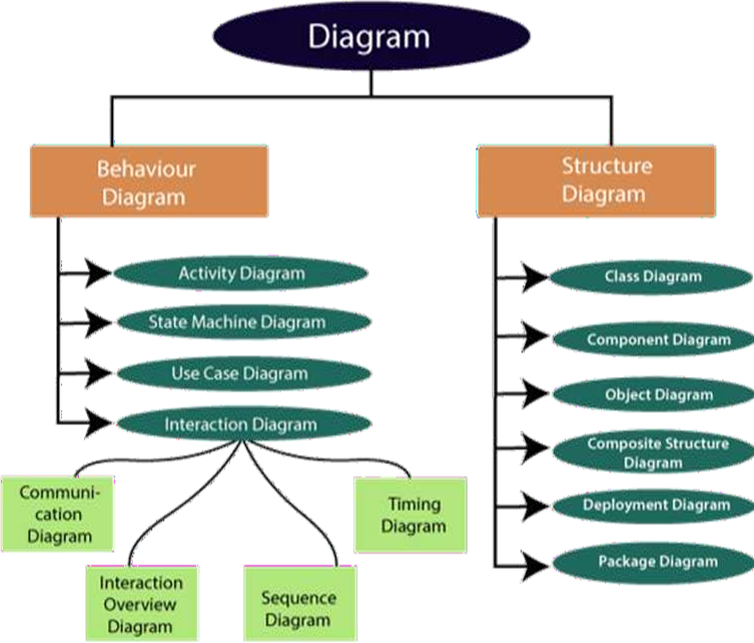 Diagram
Behaviour
Diagram
Activity Diagram
State Machine Diagram
Use Case Diagram
Interaction Diagram
Communi-
cation
Diagram
Interaction
Overview
Diagram
Sequence
Diagram
Timing
Diagram
Structure
Diagram
Class Diagram
Component Diagram
Object Diagram
Composite Structure
Diagram
Deployment Diagram
Package Diagram